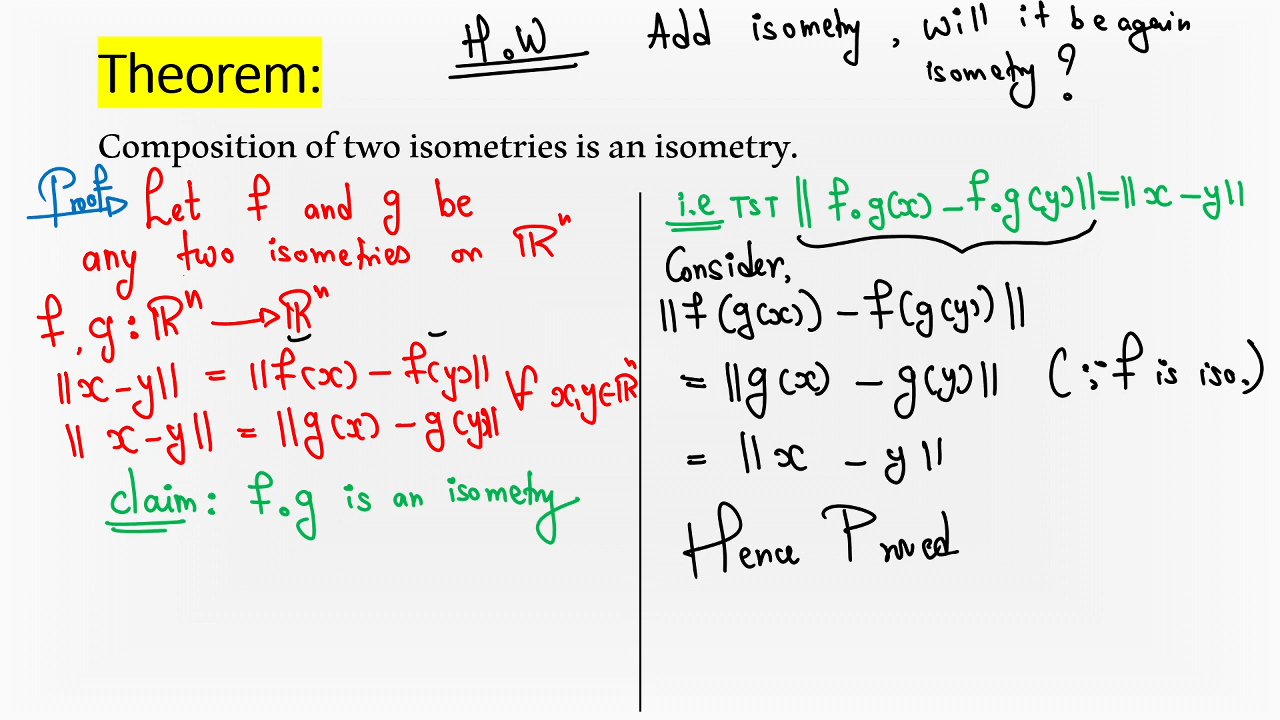 Theorem:
H.W Add isometry, will it be again
isometry?
Composition of two isometries is an isometry.
Proof Let f and g be
any two isometries on ℝⁿ
f, g : ℝⁿ → ℝⁿ
||x-y|| = ||f(x) - f(y)|| ∀ x,y∈ℝⁿ
|| x-y|| = ||g(x) - g(y)||
claim: f∘g is an isometry
i.e TST || f∘g(x) - f∘g(y)|| = ||x-y||
Consider,
||f(g(x)) - f(g(y))||
= ||g(x) - g(y)|| (∵ f is iso.)
= ||x - y||
Hence Proved